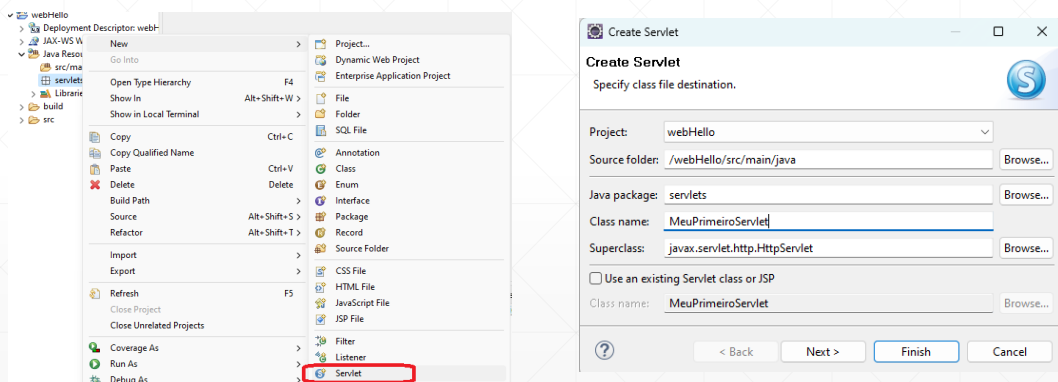 webHello
Deployment Descriptor: webH
JAX-WS W
Java Resou
src/ma
servlets
Librarie
build
src
New
Go Into
Open Type Hierarchy F4
Show In Alt+Shift+W >
Show in Local Terminal
Copy Ctrl+C
Copy Qualified Name
Paste Ctrl+V
Delete Delete
Build Path
Source Alt+Shift+S >
Refactor Alt+Shift+T >
Import
Export
Refresh F5
Close Project
Close Unrelated Projects
Coverage As
Run As
Debug As
Project...
Dynamic Web Project
Enterprise Application Project
File
Folder
SQL File
Annotation
Class
Enum
Interface
Package
Record
Source Folder
CSS File
HTML File
JavaScript File
JSP File
Filter
Listener
Servlet
Create Servlet
Create Servlet
Specify class file destination.
Project: webHello
Source folder: /webHello/src/main/java Browse...
Java package: servlets Browse...
Class name: MeuPrimeiroServlet
Superclass: javax.servlet.http.HttpServlet Browse...
Use an existing Servlet class or JSP
Class name: MeuPrimeiroServlet Browse...
? < Back Next > Finish Cancel